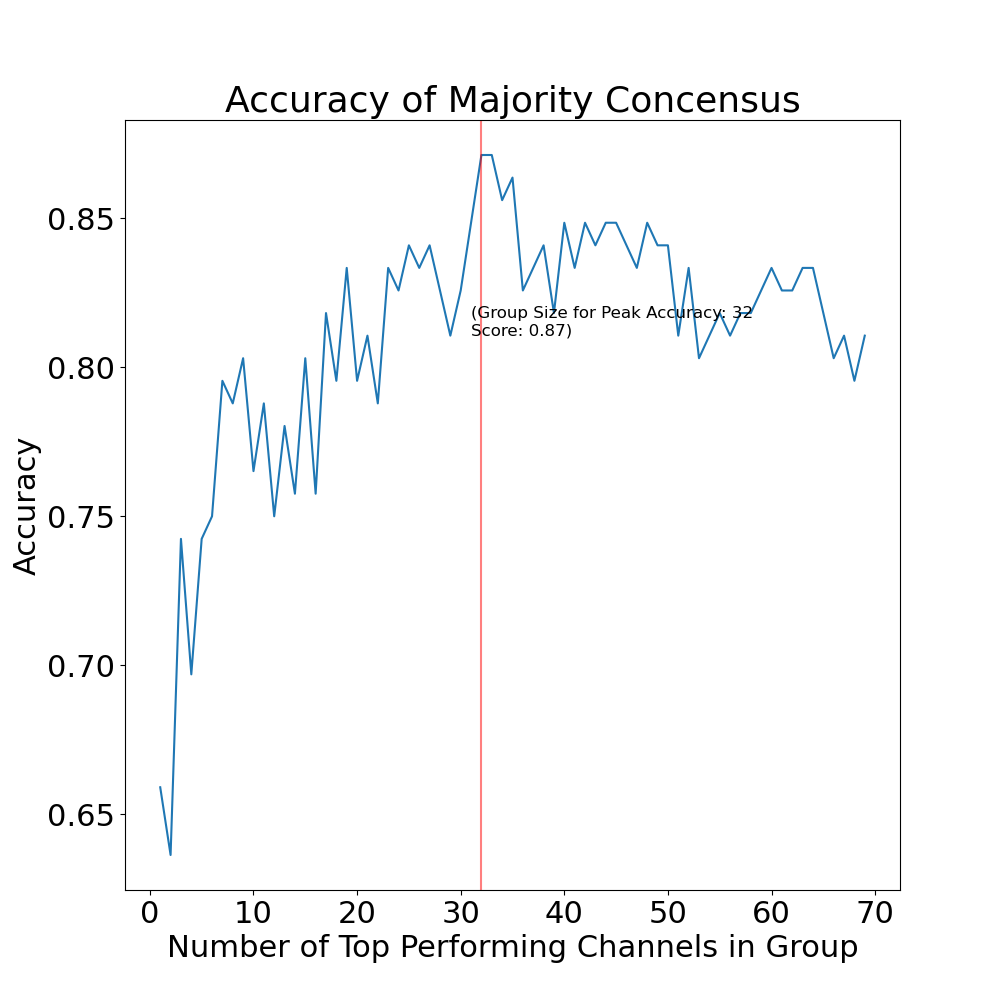 Accuracy of Majority Concensus
0.85
0.80
0.75
0.70
0.65
Accuracy
(Group Size for Peak Accuracy: 32
Score: 0.87)
0 10 20 30 40 50 60 70
Number of Top Performing Channels in Group